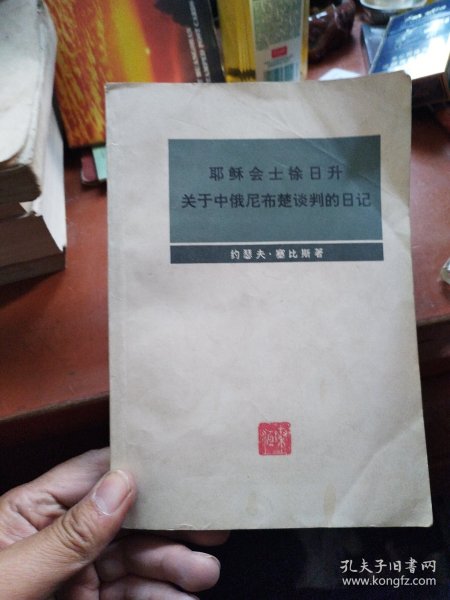 耶稣会士徐日升
关于中俄尼布楚谈判的日记
约瑟夫·塞比斯著
孔夫子旧书网
www.kongfz.com